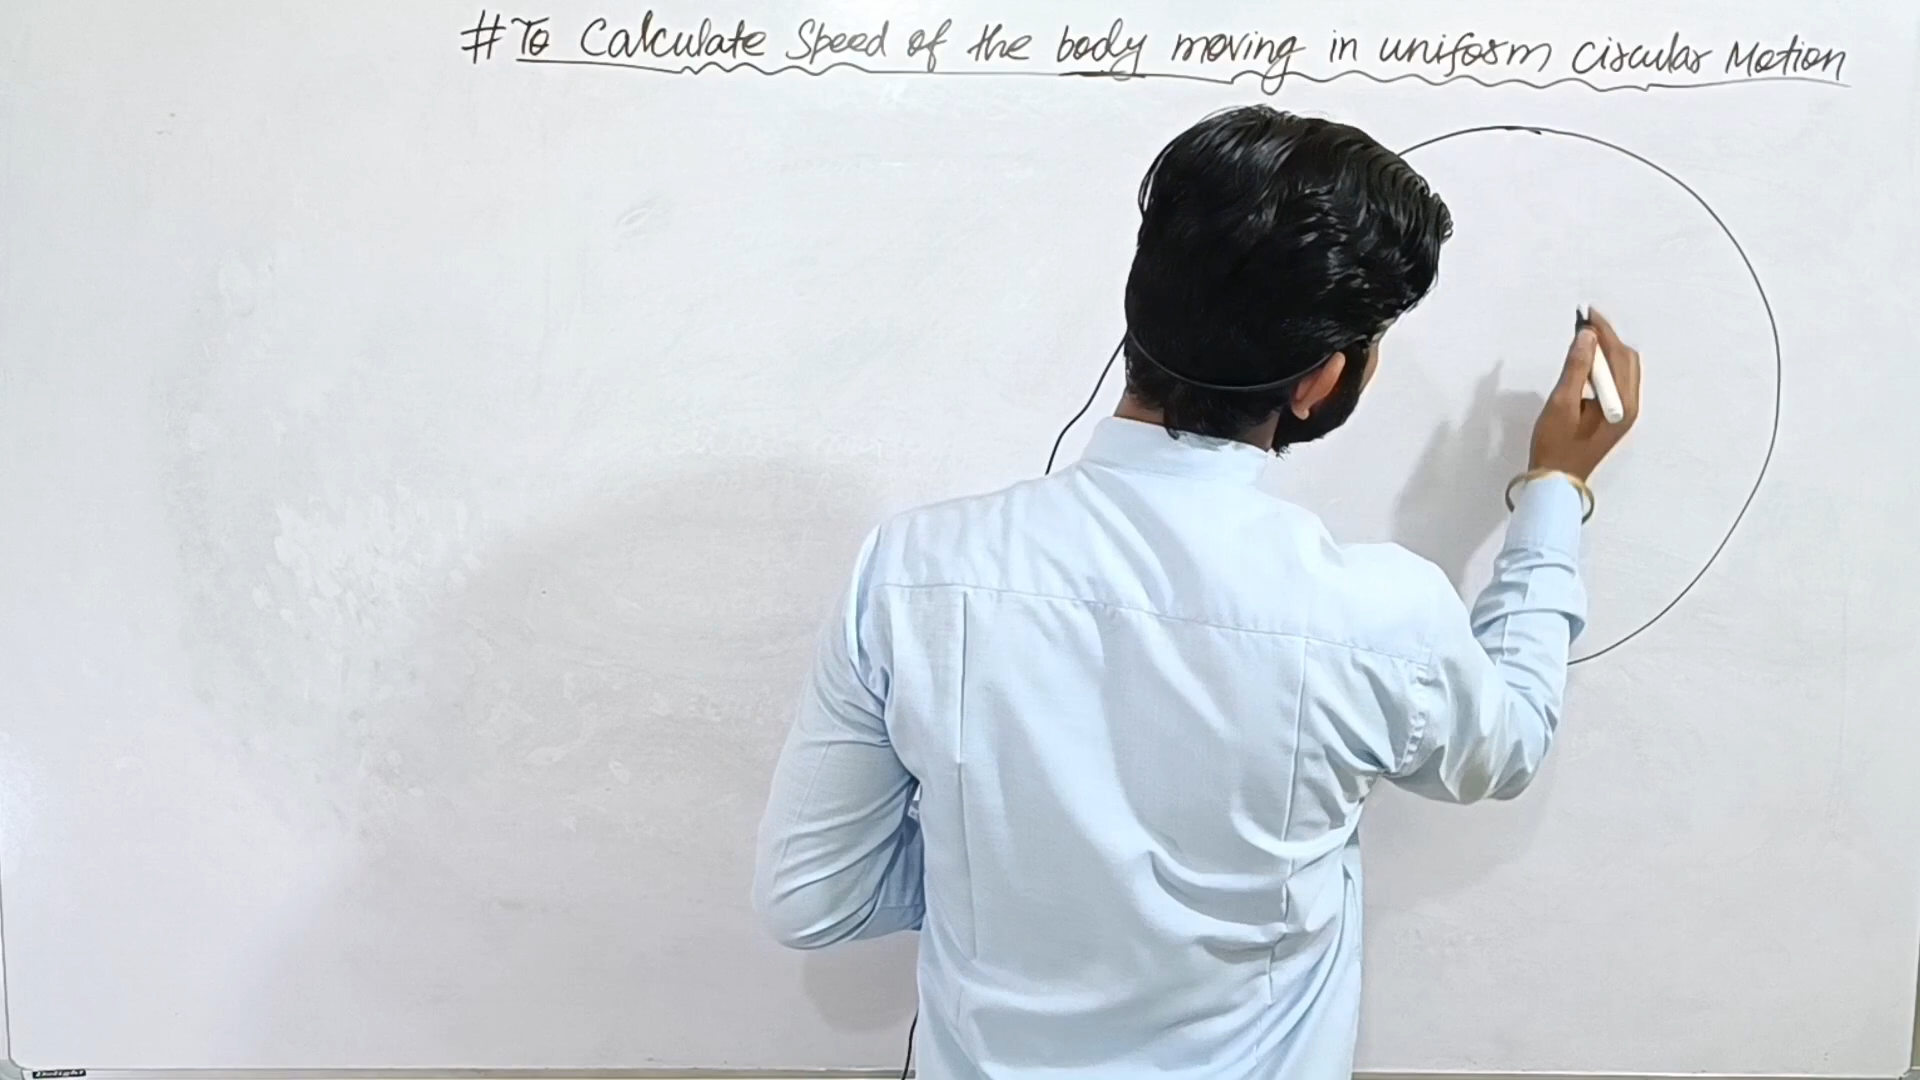 #To Calculate Speed of the body moving in uniform Circular Motion